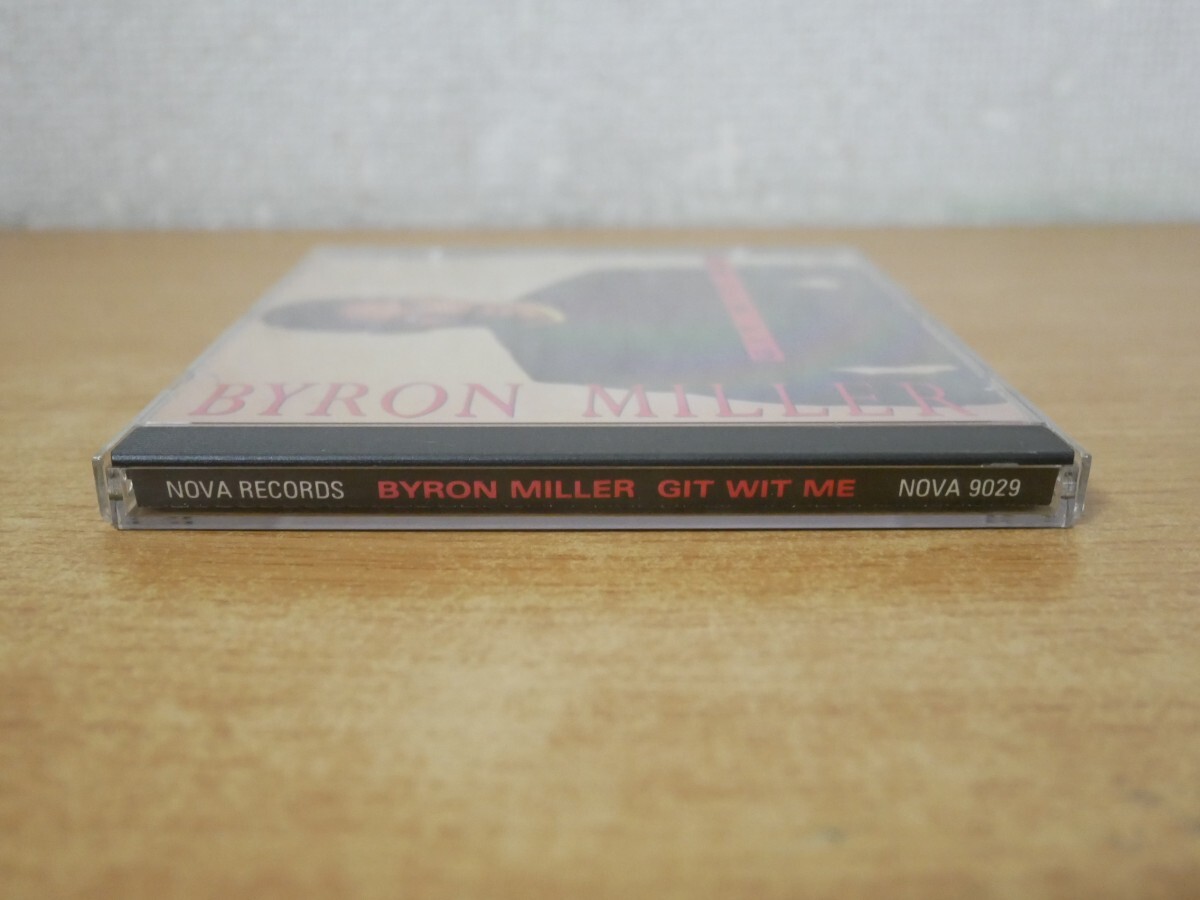 BYRON MILLER
NOVA RECORDS BYRON MILLER GIT WIT ME NOVA 9029